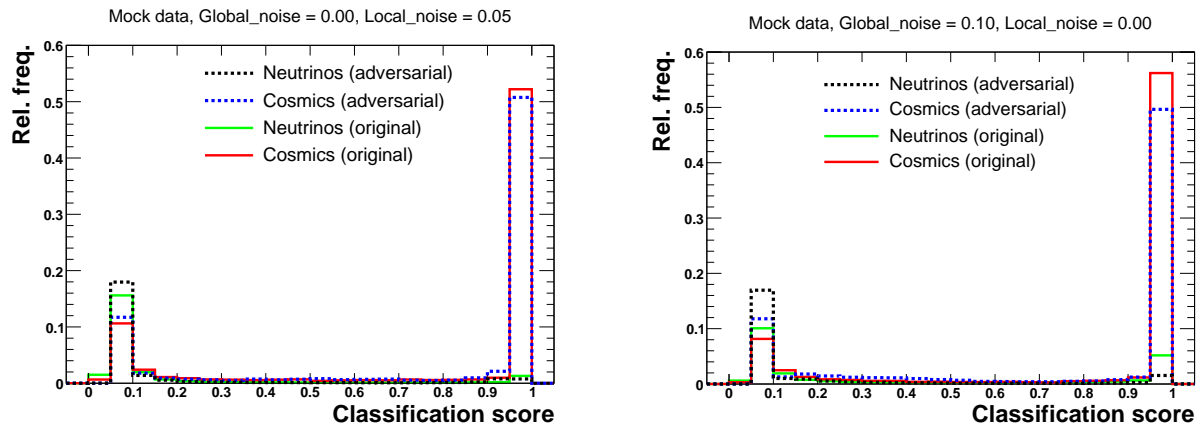 Mock data, Global_noise = 0.00, Local_noise = 0.05
Rel. freq.
0.6
0.5
0.4
0.3
0.2
0.1
0
Neutrinos (adversarial)
Cosmics (adversarial)
Neutrinos (original)
Cosmics (original)
0 0.1 0.2 0.3 0.4 0.5 0.6 0.7 0.8 0.9 1
Classification score
Mock data, Global_noise = 0.10, Local_noise = 0.00
Rel. freq.
0.6
0.5
0.4
0.3
0.2
0.1
0
Neutrinos (adversarial)
Cosmics (adversarial)
Neutrinos (original)
Cosmics (original)
0 0.1 0.2 0.3 0.4 0.5 0.6 0.7 0.8 0.9 1
Classification score